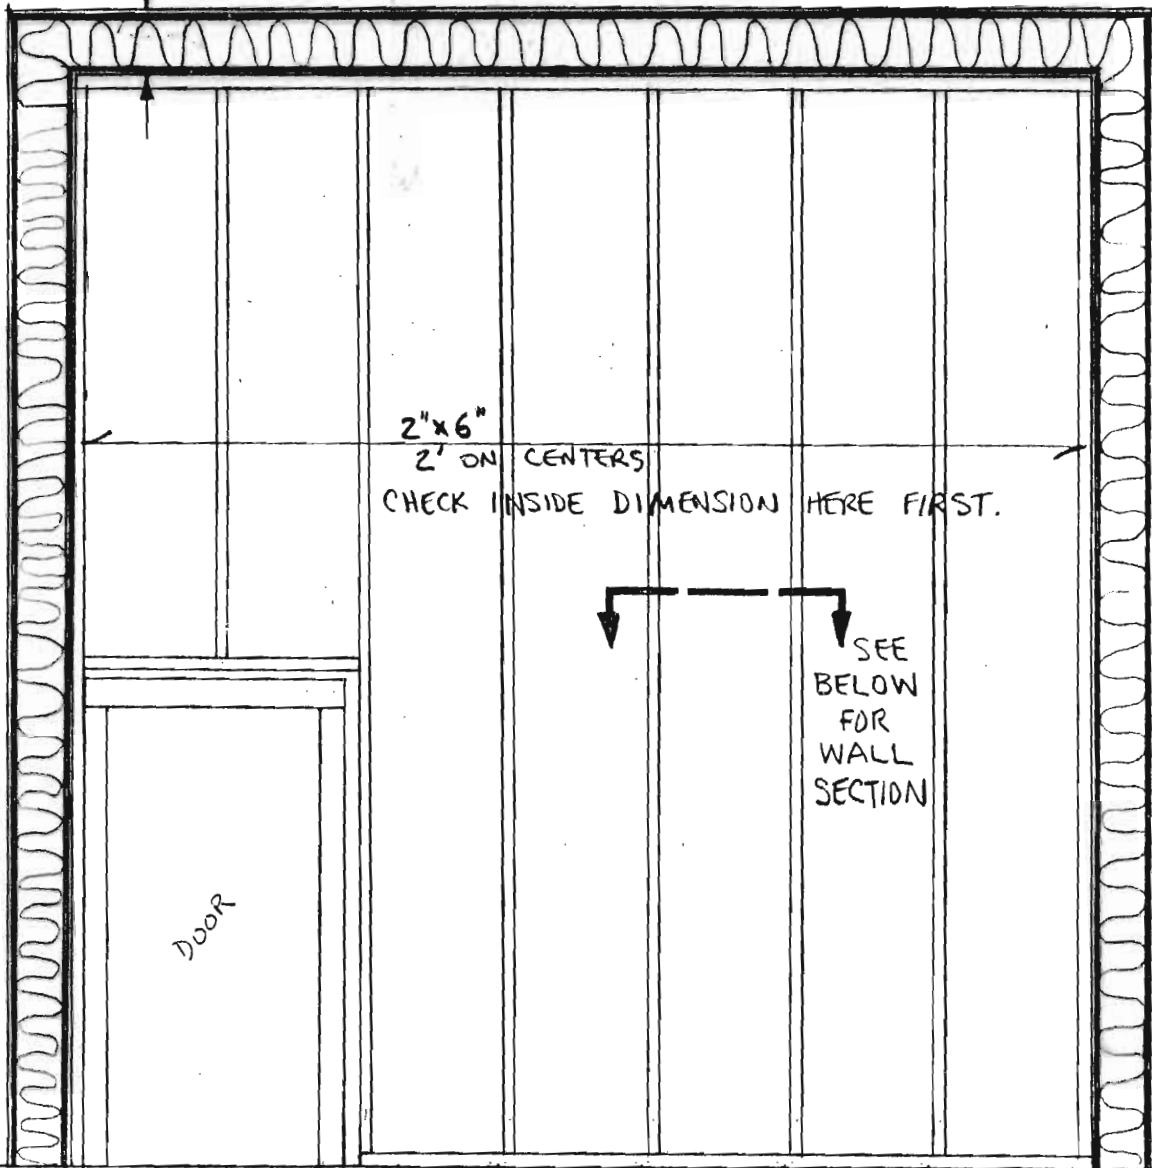 2"x6"
2' ON CENTERS
CHECK INSIDE DIMENSION HERE FIRST.
SEE
BELOW
FOR
WALL
SECTION
DOOR